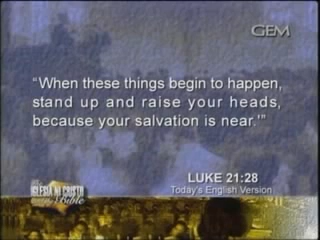 GEM
“When these things begin to happen,
stand up and raise your heads,
because your salvation is near.'”
LUKE 21:28
Today's English Version
IGLESIA NI CRISTO
Bible